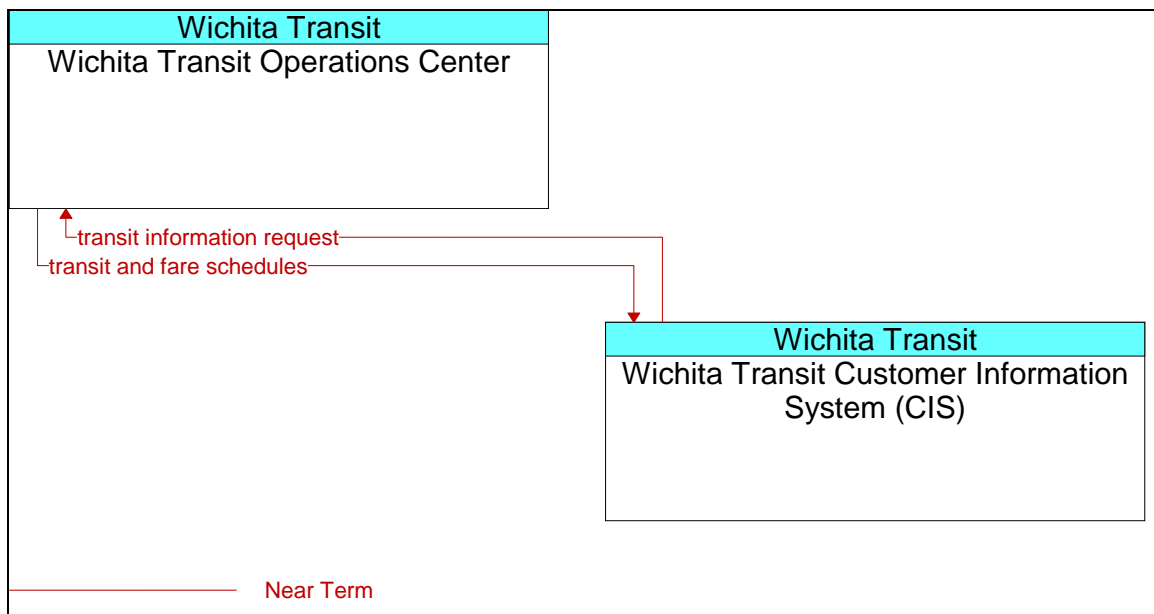 Wichita Transit
Wichita Transit Operations Center
transit information request
transit and fare schedules
Wichita Transit
Wichita Transit Customer Information
System (CIS)
Near Term